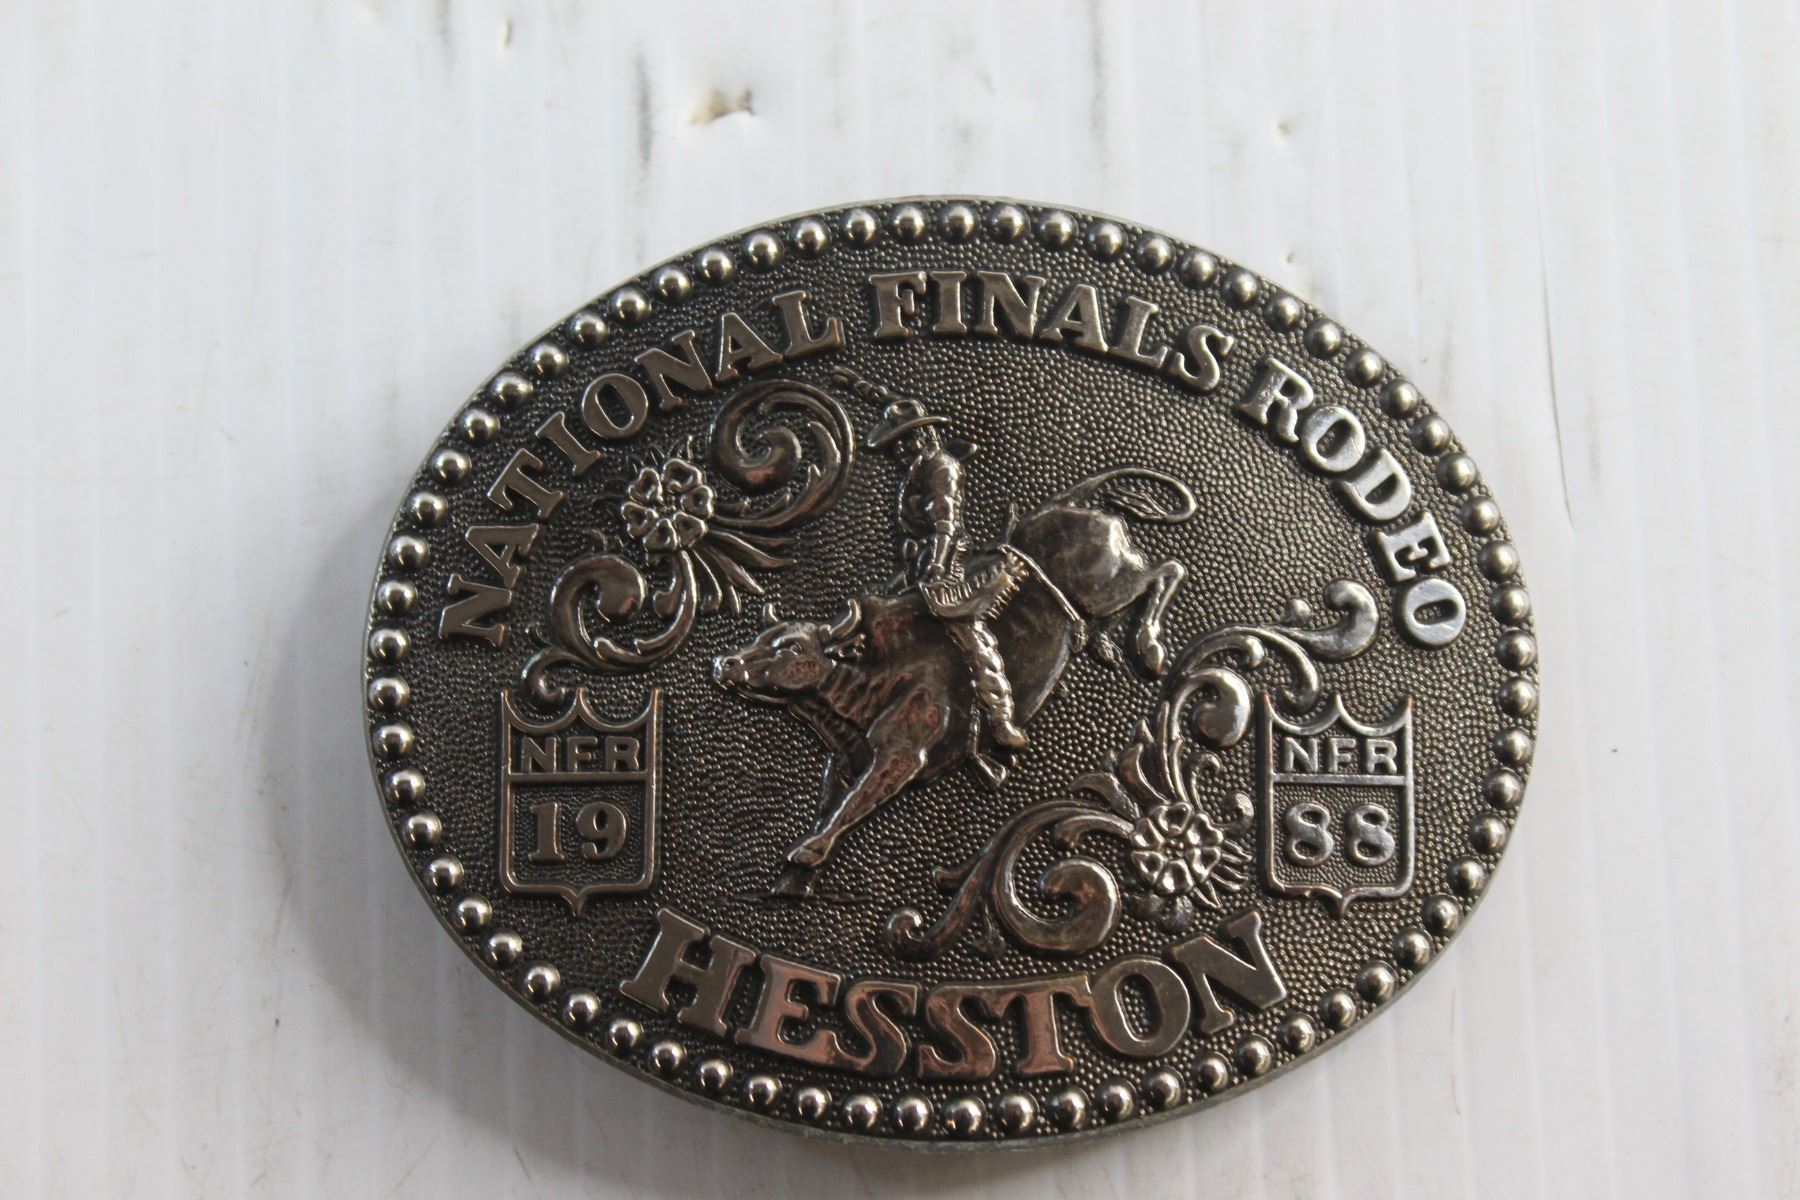 NATIONAL FINALS RODEO
NFR
19
NFR
88
HESSTON